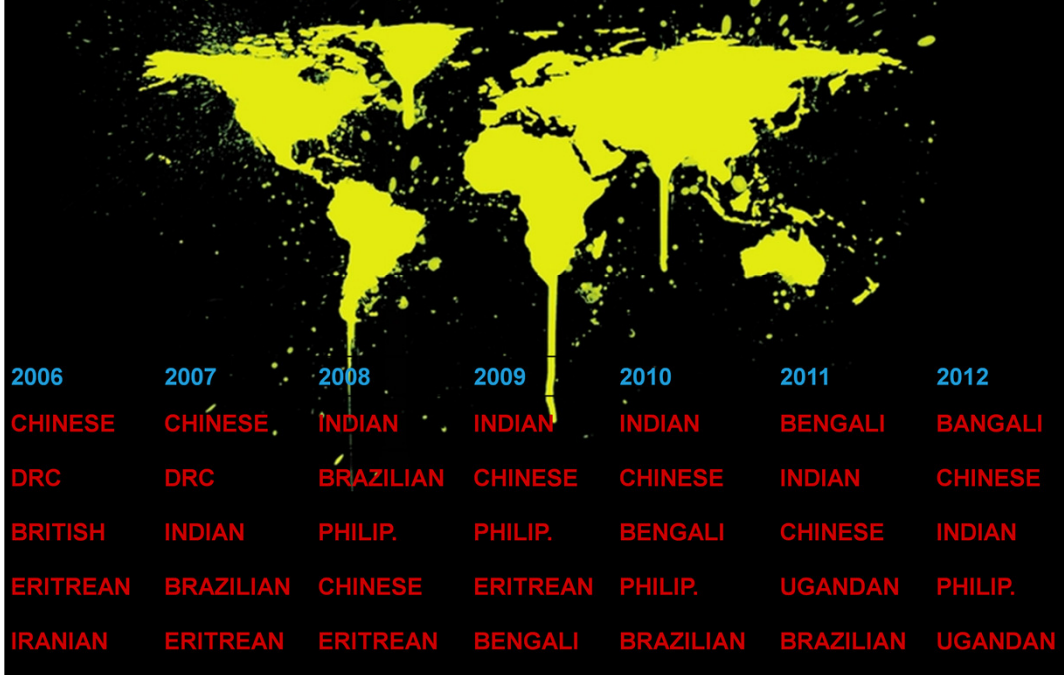 2006 2007 2008 2009 2010 2011 2012
CHINESE CHINESE INDIAN INDIAN INDIAN BENGALI BANGALI
DRC DRC BRAZILIAN CHINESE CHINESE INDIAN CHINESE
BRITISH INDIAN PHILIP. PHILIP. BENGALI CHINESE INDIAN
ERITREAN BRAZILIAN CHINESE ERITREAN PHILIP. UGANDAN PHILIP.
IRANIAN ERITREAN ERITREAN BENGALI BRAZILIAN BRAZILIAN UGANDAN